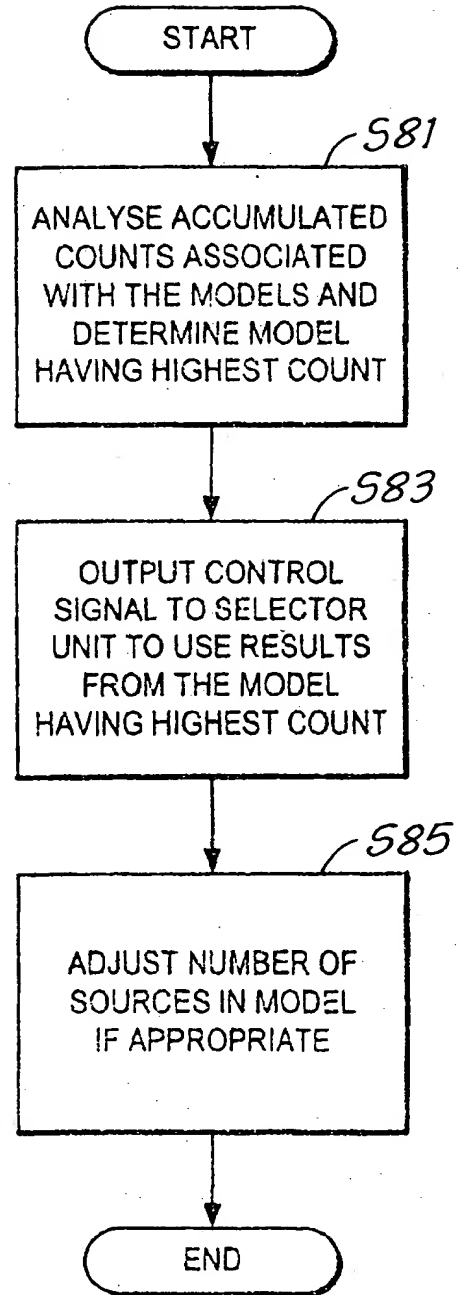 START
S81
ANALYSE ACCUMULATED
COUNTS ASSOCIATED
WITH THE MODELS AND
DETERMINE MODEL
HAVING HIGHEST COUNT
S83
OUTPUT CONTROL
SIGNAL TO SELECTOR
UNIT TO USE RESULTS
FROM THE MODEL
HAVING HIGHEST COUNT
S85
ADJUST NUMBER OF
SOURCES IN MODEL
IF APPROPRIATE
END